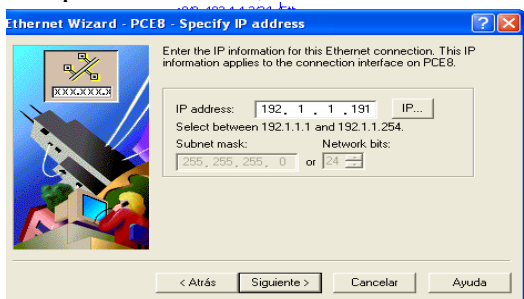 Ethernet Wizard - PCE8 - Specify IP address
xxx.xxx.x
Enter the IP information for this Ethernet connection. This IP
information applies to the connection interface on PCE8.
IP address: 192 . 1 . 1 .191 IP...
Select between 192.1.1.1 and 192.1.1.254.
Subnet mask: Network bits:
255 . 255 . 255 . 0 or 24
< Atrás Siguiente > Cancelar Ayuda